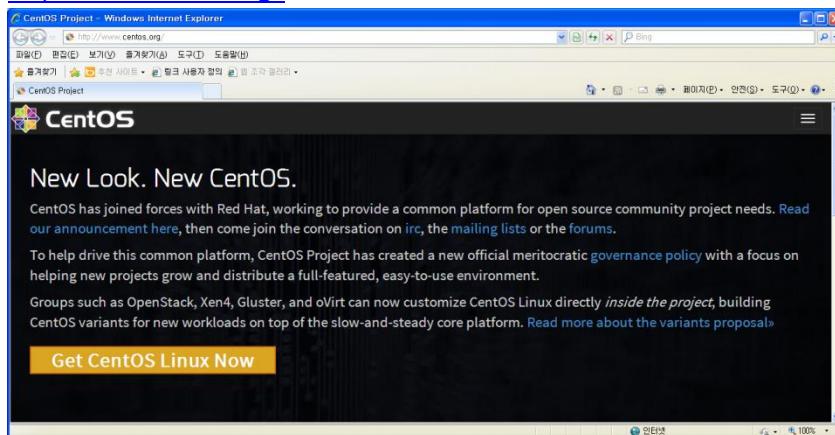 CentOS Project - Windows Internet Explorer
http://www.centos.org/
Bing
파일(F) 편집(E) 보기(V) 즐겨찾기(A) 도구(T) 도움말(H)
즐겨찾기 추천 사이트 링크 사용자 정의 웹 조각 갤러리
CentOS Project
페이지(P) 안전(S) 도구(O)
CentOS
New Look. New CentOS.
CentOS has joined forces with Red Hat, working to provide a common platform for open source community project needs. Read
our announcement here, then come join the conversation on irc, the mailing lists or the forums.
To help drive this common platform, CentOS Project has created a new official meritocratic governance policy with a focus on
helping new projects grow and distribute a full-featured, easy-to-use environment.
Groups such as OpenStack, Xen4, Gluster, and oVirt can now customize CentOS Linux directly inside the project, building
CentOS variants for new workloads on top of the slow-and-steady core platform. Read more about the variants proposal»
Get CentOS Linux Now
인터넷
100%